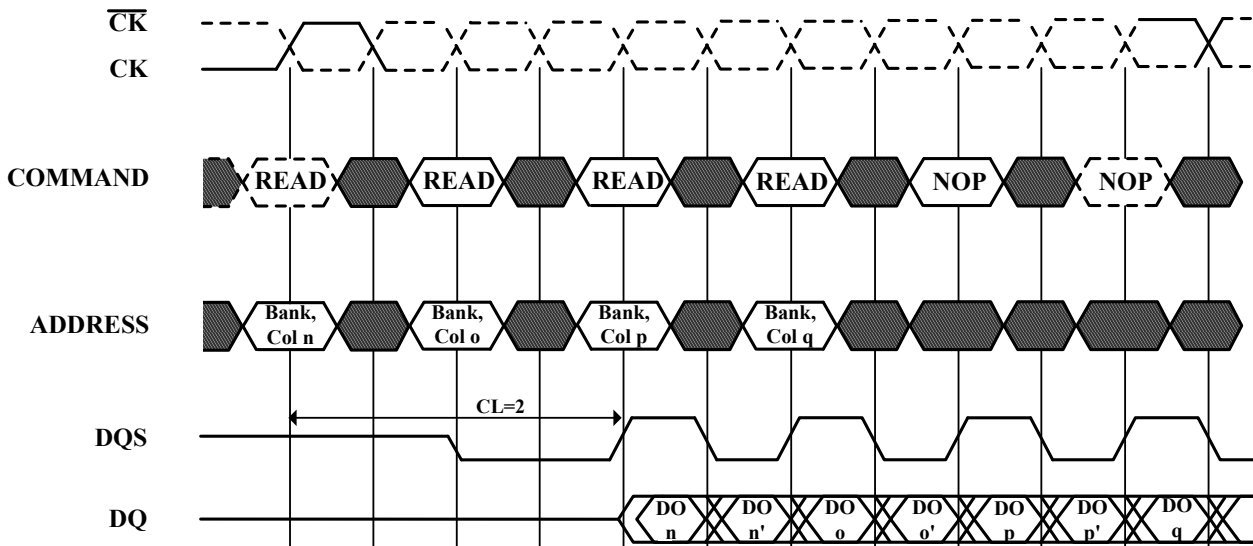 CK
CK
COMMAND
READ
READ
READ
READ
NOP
NOP
ADDRESS
Bank,
Col n
Bank,
Col o
Bank,
Col p
Bank,
Col q
CL=2
DQS
DQ
DO
n
DO
n'
DO
o
DO
o'
DO
p
DO
p'
DO
q